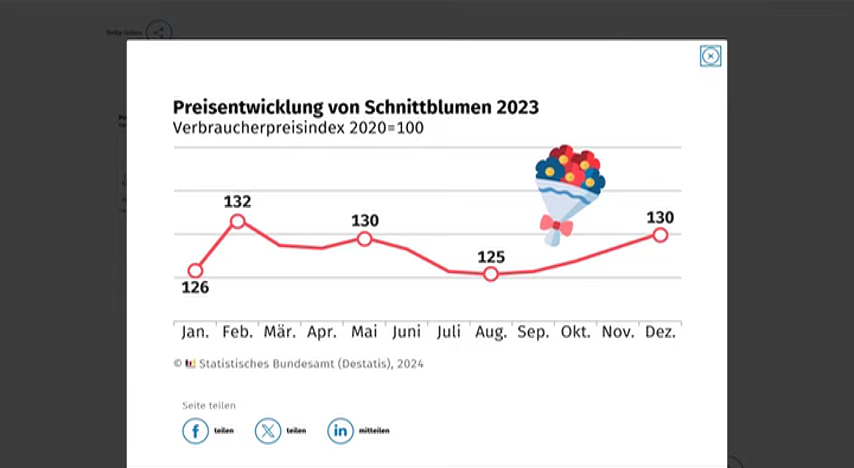 Seite teilen
Preisentwicklung von Schnittblumen 2023
Verbraucherpreisindex 2020=100
132
130
130
125
126
Jan. Feb. Mär. Apr. Mai Juni Juli Aug. Sep. Okt. Nov. Dez.
© Statistisches Bundesamt (Destatis), 2024
Seite teilen
teilen teilen mitteilen